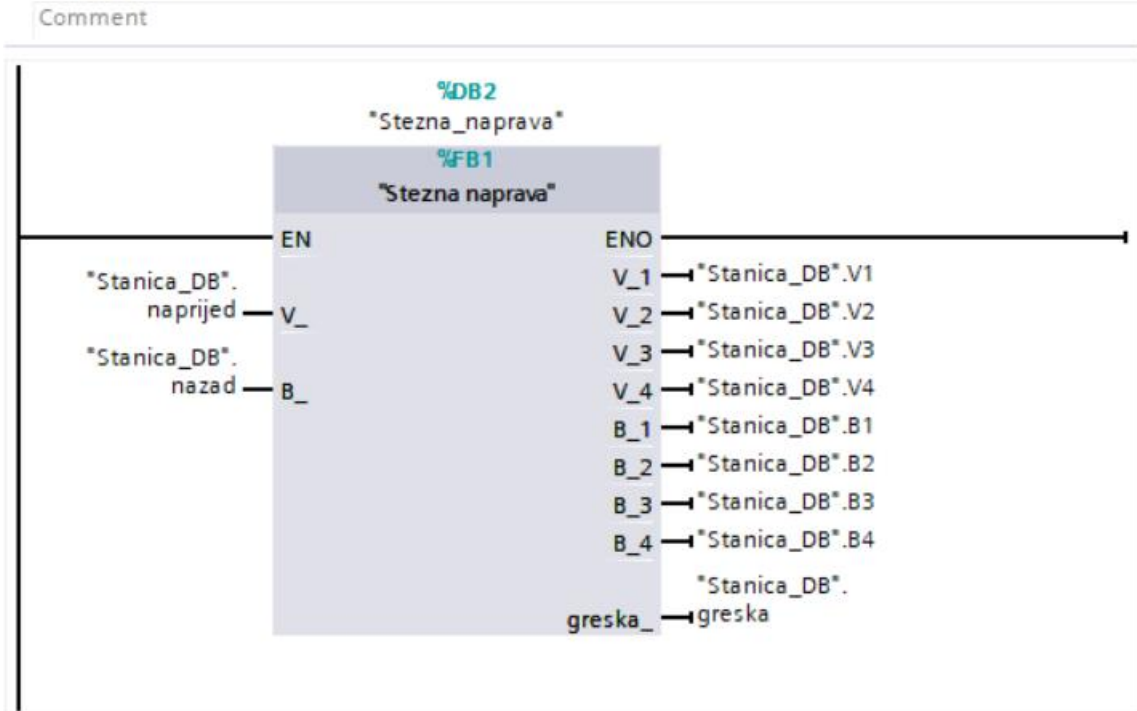 Comment
%DB2
"Stezna_naprava"
%FB1
"Stezna naprava"
EN
ENO
"Stanica_DB".
naprijed
V_
"Stanica_DB".
nazad
B_
V_1
"Stanica_DB".V1
V_2
"Stanica_DB".V2
V_3
"Stanica_DB".V3
V_4
"Stanica_DB".V4
B_1
"Stanica_DB".B1
B_2
"Stanica_DB".B2
B_3
"Stanica_DB".B3
B_4
"Stanica_DB".B4
greska_
"Stanica_DB".
greska